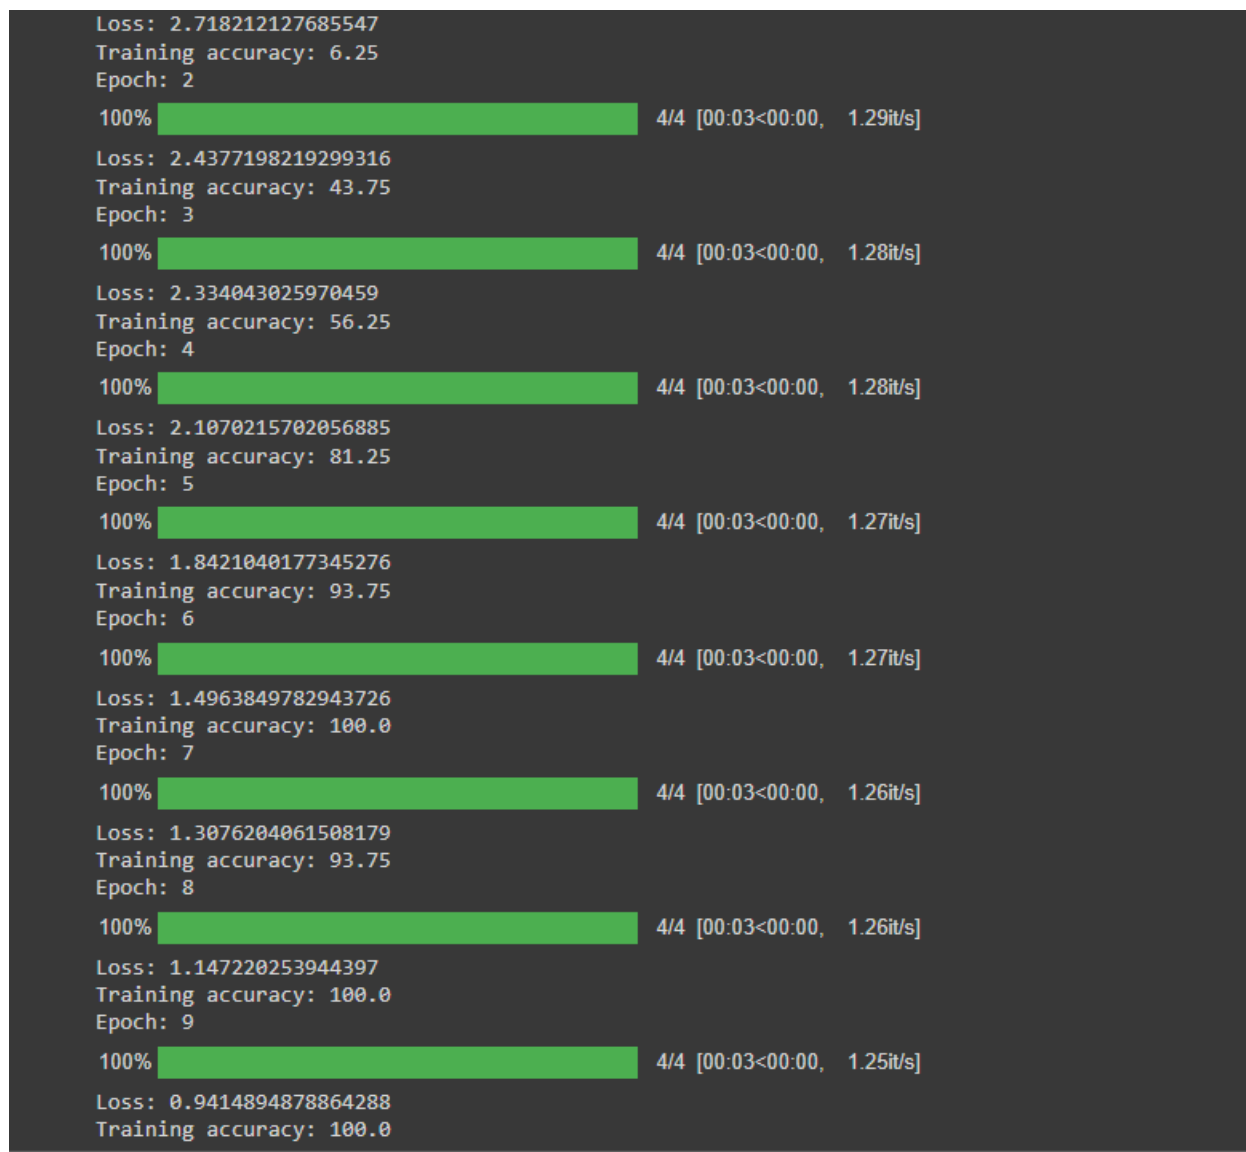 Loss: 2.718212127685547
Training accuracy: 6.25
Epoch: 2
100% 4/4 [00:03<00:00, 1.29it/s]
Loss: 2.4377198219299316
Training accuracy: 43.75
Epoch: 3
100% 4/4 [00:03<00:00, 1.28it/s]
Loss: 2.334043025970459
Training accuracy: 56.25
Epoch: 4
100% 4/4 [00:03<00:00, 1.28it/s]
Loss: 2.1070215702056885
Training accuracy: 81.25
Epoch: 5
100% 4/4 [00:03<00:00, 1.27it/s]
Loss: 1.8421040177345276
Training accuracy: 93.75
Epoch: 6
100% 4/4 [00:03<00:00, 1.27it/s]
Loss: 1.4963849782943726
Training accuracy: 100.0
Epoch: 7
100% 4/4 [00:03<00:00, 1.26it/s]
Loss: 1.3076204061508179
Training accuracy: 93.75
Epoch: 8
100% 4/4 [00:03<00:00, 1.26it/s]
Loss: 1.147220253944397
Training accuracy: 100.0
Epoch: 9
100% 4/4 [00:03<00:00, 1.25it/s]
Loss: 0.9414894878864288
Training accuracy: 100.0